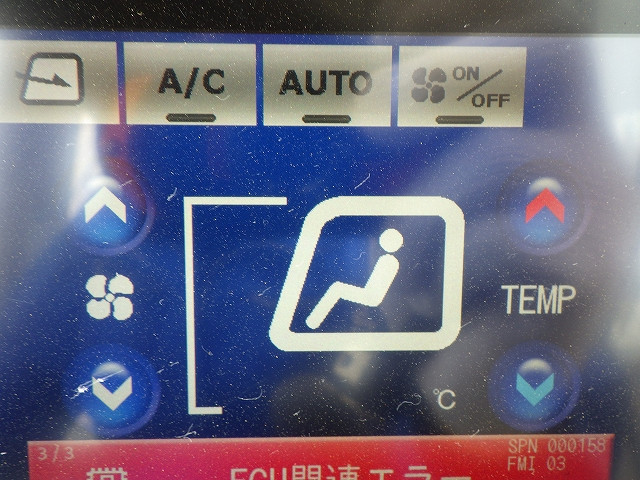 A/C
AUTO
ON/OFF
TEMP
℃
3/3
SPN 000158
FMI 03
ECU関連エラー